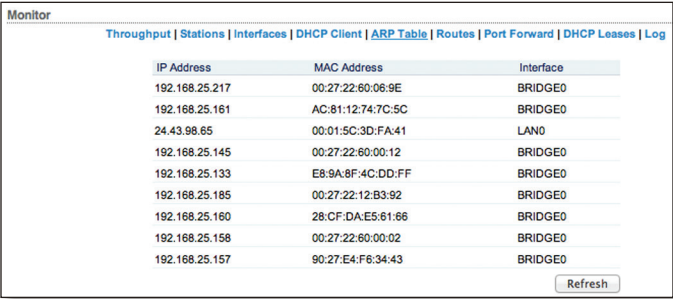 Monitor
Throughput | Stations | Interfaces | DHCP Client | ARP Table | Routes | Port Forward | DHCP Leases | Log
IP Address MAC Address Interface
192.168.25.217 00:27:22:60:06:9E BRIDGE0
192.168.25.161 AC:81:12:74:7C:5C BRIDGE0
24.43.98.65 00:01:5C:3D:FA:41 LAN0
192.168.25.145 00:27:22:60:00:12 BRIDGE0
192.168.25.133 E8:9A:8F:4C:DD:FF BRIDGE0
192.168.25.185 00:27:22:12:B3:92 BRIDGE0
192.168.25.160 28:CF:DA:E5:61:66 BRIDGE0
192.168.25.158 00:27:22:60:00:02 BRIDGE0
192.168.25.157 90:27:E4:F6:34:43 BRIDGE0
Refresh